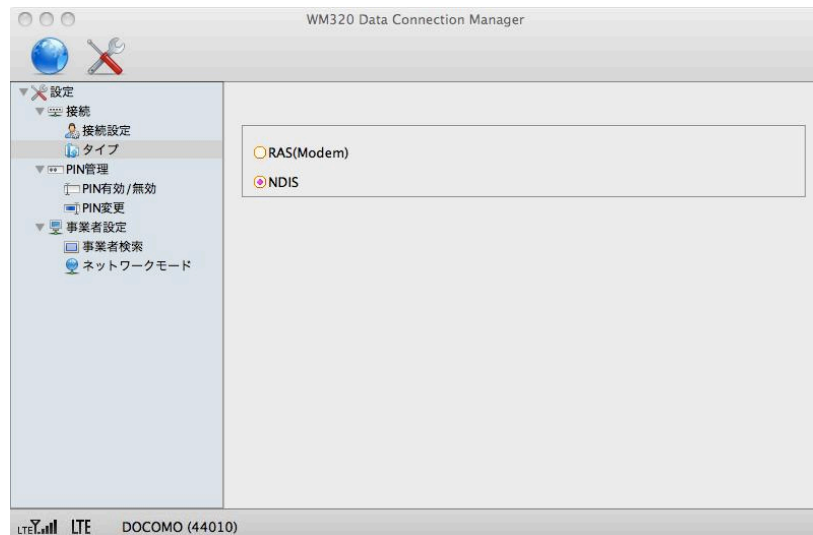 WM320 Data Connection Manager
設定
接続
接続設定
タイプ
PIN管理
PIN有効/無効
PIN変更
事業者設定
事業者検索
ネットワークモード
RAS(Modem)
NDIS
LTE LTE DOCOMO (44010)